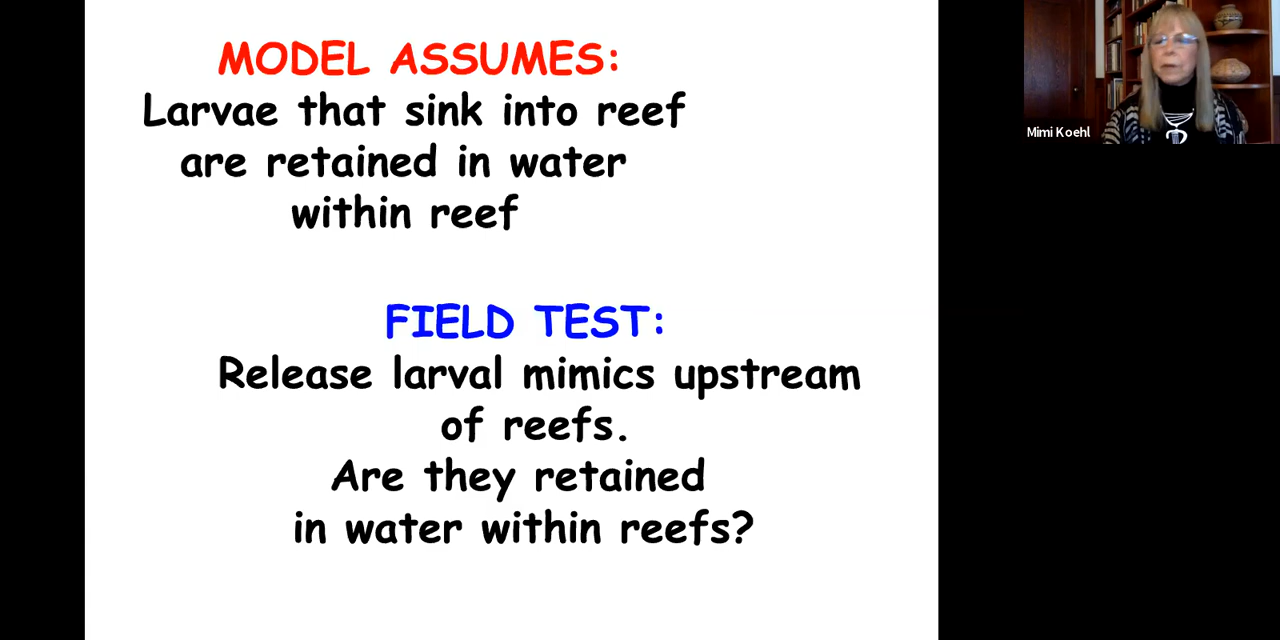 MODEL ASSUMES:
Larvae that sink into reef
are retained in water
within reef
FIELD TEST:
Release larval mimics upstream
of reefs.
Are they retained
in water within reefs?
Mimi Koehl